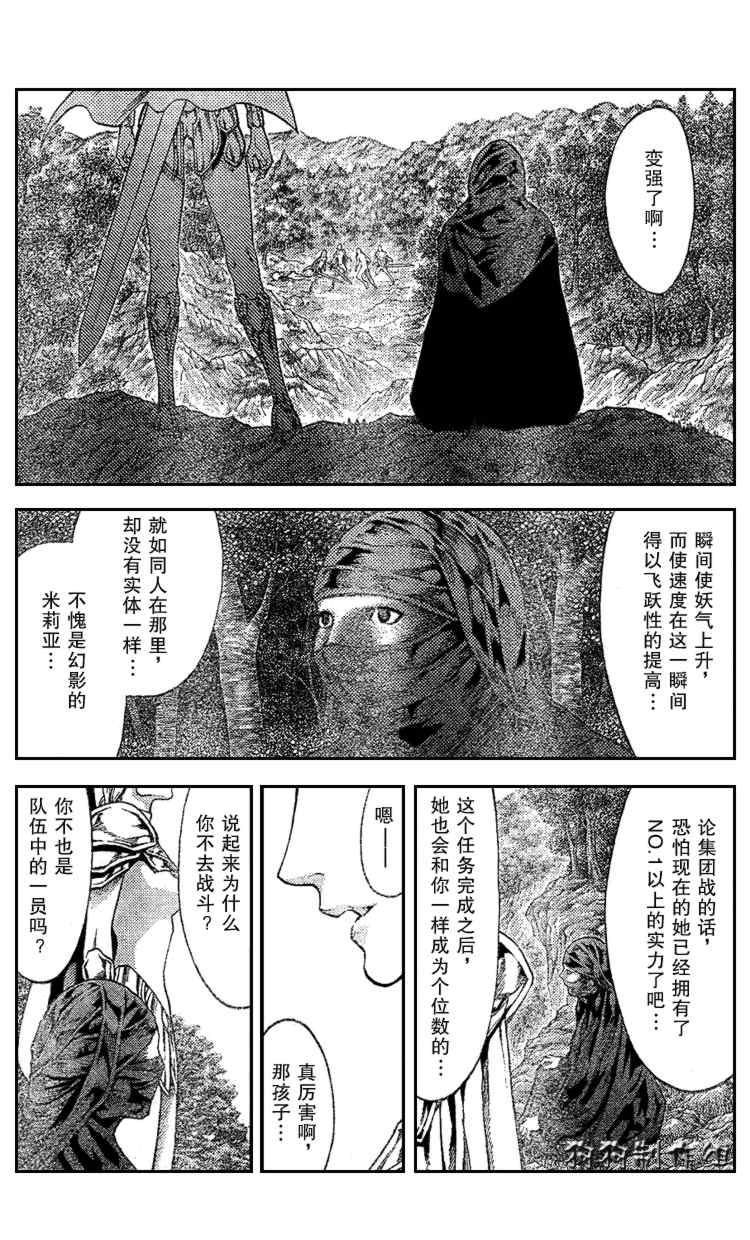 变强了啊…
瞬间使妖气上升，
而使速度在这一瞬间
得以飞跃性的提高…
就如同人在那里，
却没有实体一样…
不愧是幻影的
米莉亚…
论集团战的话，
恐怕现在的她已经拥有了
NO.1以上的实力了吧…
这个任务完成之后，
她也会和你一样成为个位数的…
嗯——
真厉害啊，
那孩子…
说起来为什么
你不去战斗？
你不也是
队伍中的一员吗？
制作组